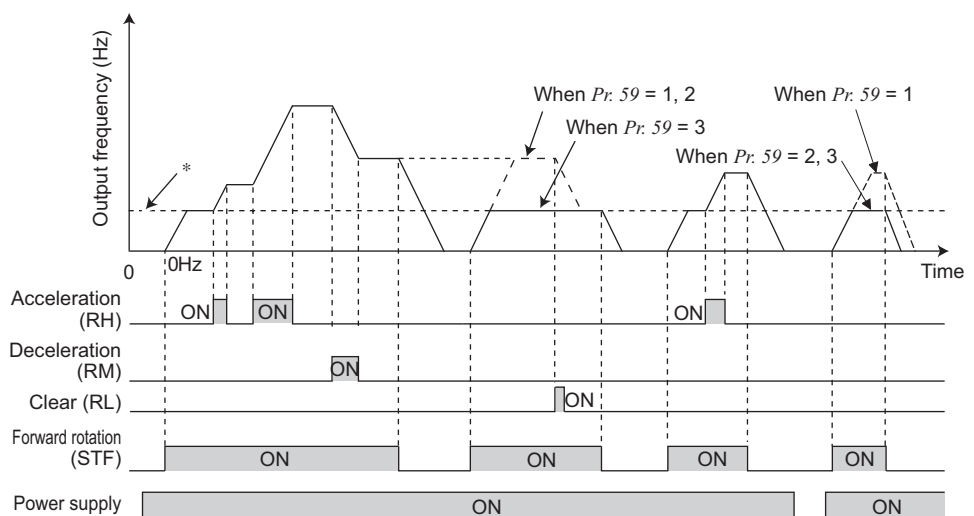 Output frequency (Hz)
When Pr. 59 = 1, 2
When Pr. 59 = 1
When Pr. 59 = 3
When Pr. 59 = 2, 3
*
0
0Hz
Time
Acceleration
(RH)
ON
ON
ON
Deceleration
(RM)
ON
Clear (RL)
ON
Forward rotation
(STF)
ON
ON
ON
ON
Power supply
ON
ON